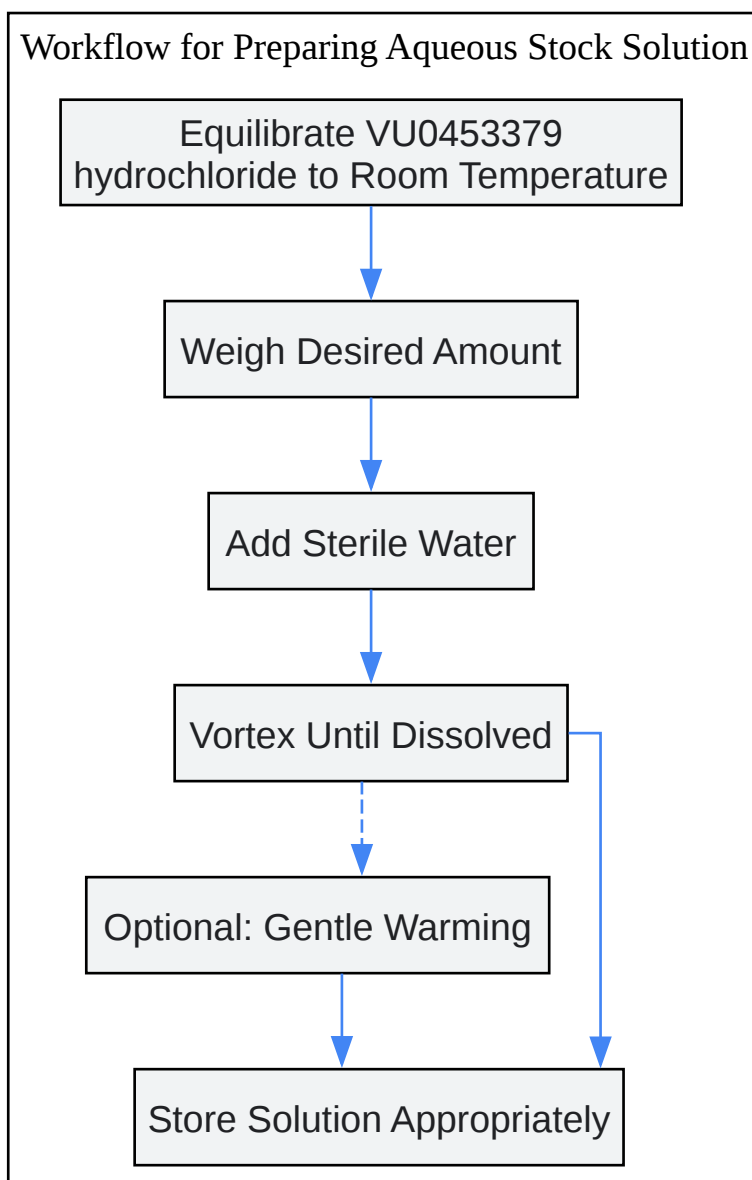 Workflow for Preparing Aqueous Stock Solution
Equilibrate VU0453379
hydrochloride to Room Temperature
Weigh Desired Amount
Add Sterile Water
Vortex Until Dissolved
Optional: Gentle Warming
Store Solution Appropriately